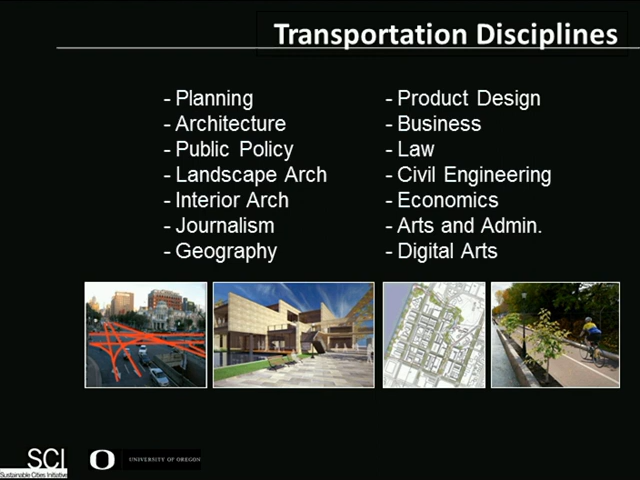 Transportation Disciplines
- Planning
- Architecture
- Public Policy
- Landscape Arch
- Interior Arch
- Journalism
- Geography
- Product Design
- Business
- Law
- Civil Engineering
- Economics
- Arts and Admin.
- Digital Arts
SCI
Sustainable Cities Initiative
O
UNIVERSITY OF OREGON